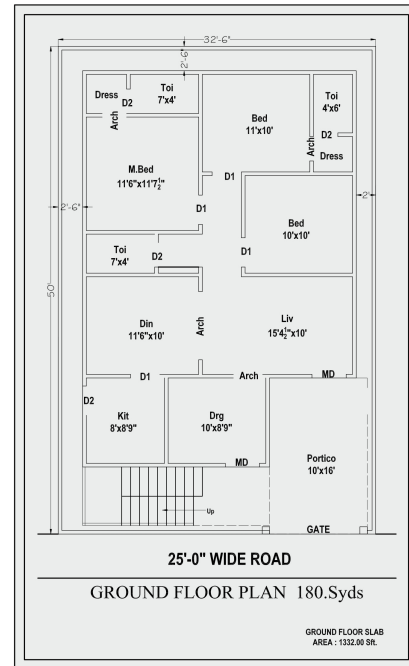 32'-6"
2'-6"
Dress
D2
Toi
7'x4'
Arch
Bed
11'x10'
Toi
4'x6'
D2
Arch
Dress
M.Bed
11'6"x11'7½"
D1
D1
2'-6"
2'
Bed
10'x10'
Toi
7'x4'
D2
D1
50'
Din
11'6"x10'
Arch
Liv
15'4½"x10'
D1
Arch
MD
D2
Kit
8'x8'9"
Drg
10'x8'9"
Portico
10'x16'
MD
Up
GATE
25'-0" WIDE ROAD
GROUND FLOOR PLAN 180.Syds
GROUND FLOOR SLAB
AREA : 1332.00 Sft.